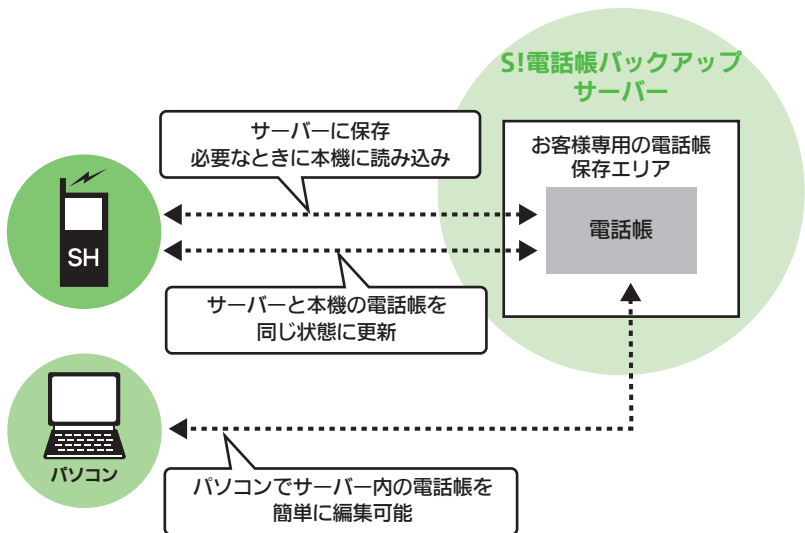 S!電話帳バックアップ
サーバー
サーバーに保存
必要なときに本機に読み込み
お客様専用の電話帳
保存エリア
電話帳
SH
サーバーと本機の電話帳を
同じ状態に更新
パソコン
パソコンでサーバー内の電話帳を
簡単に編集可能